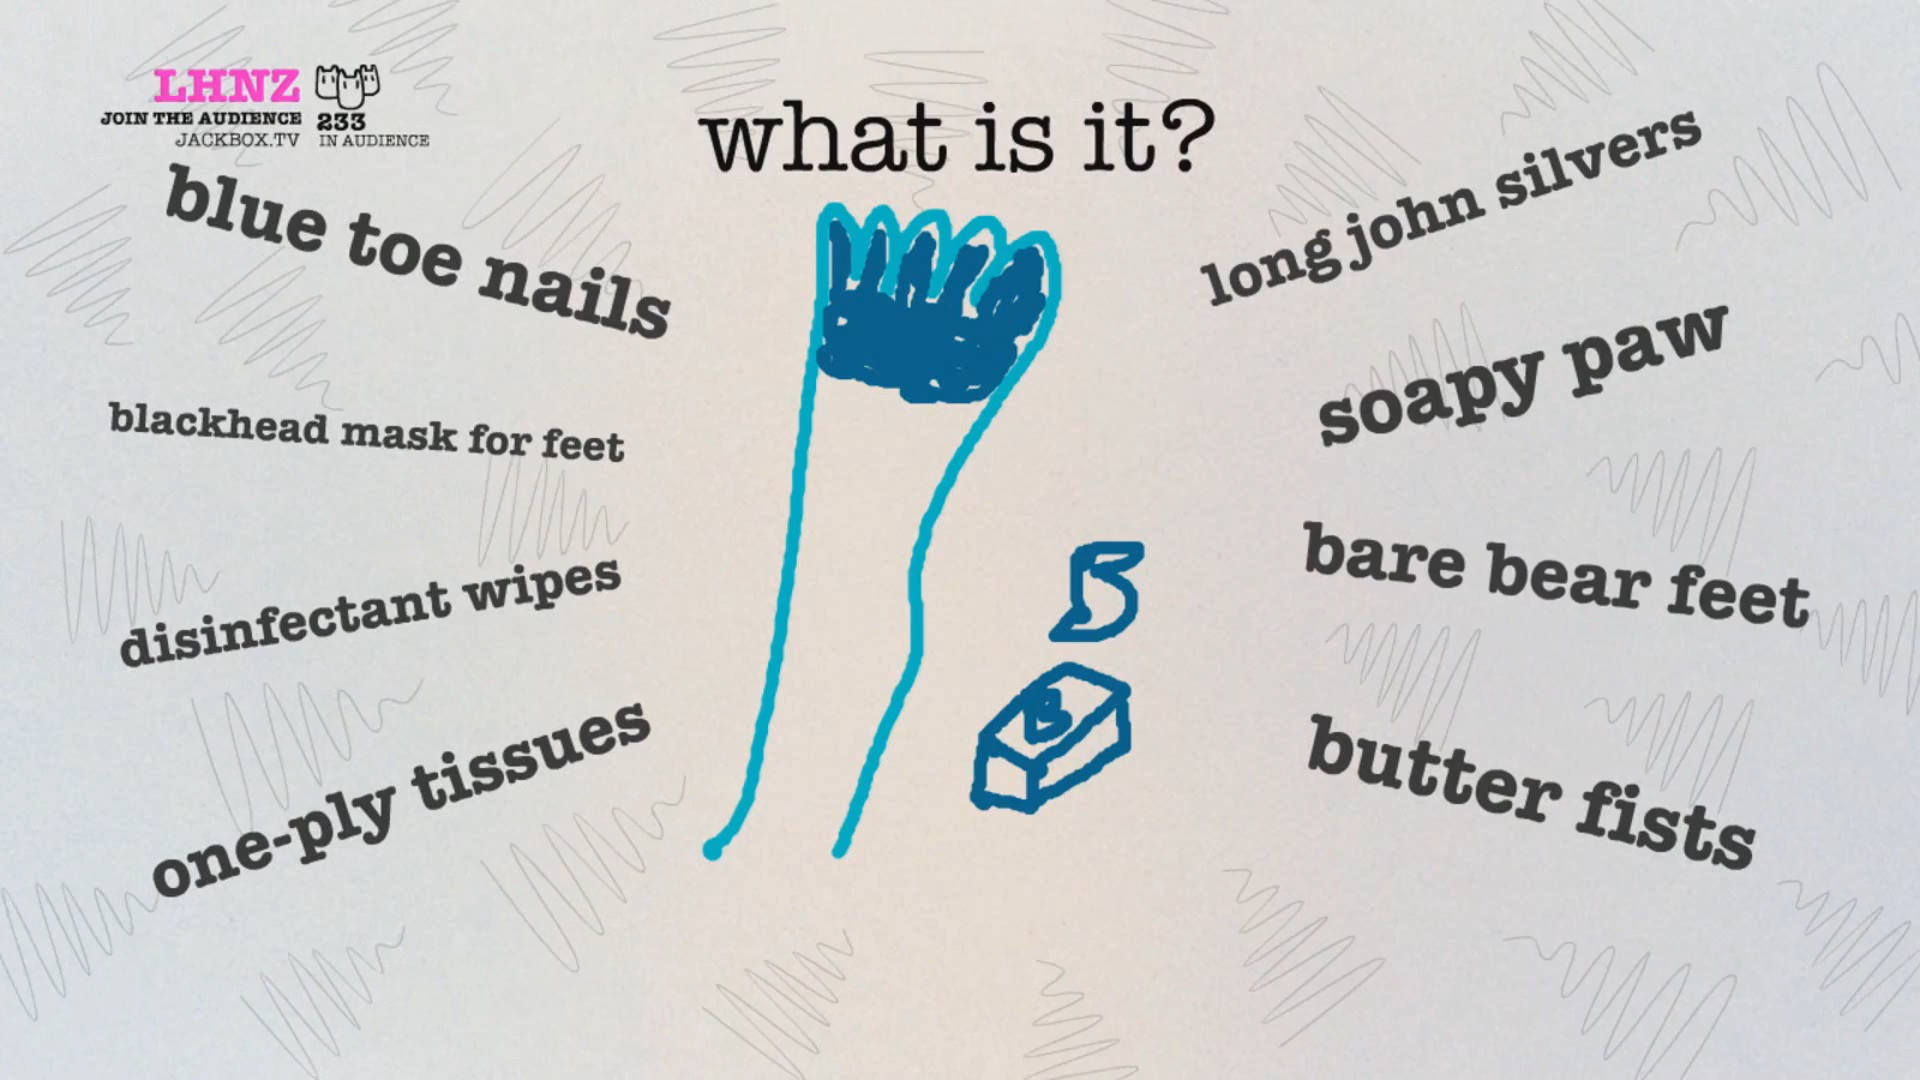 LHNZ
JOIN THE AUDIENCE
JACKBOX.TV
233
IN AUDIENCE
what is it?
blue toe nails
blackhead mask for feet
disinfectant wipes
one-ply tissues
long john silvers
soapy paw
bare bear feet
butter fists
B
B